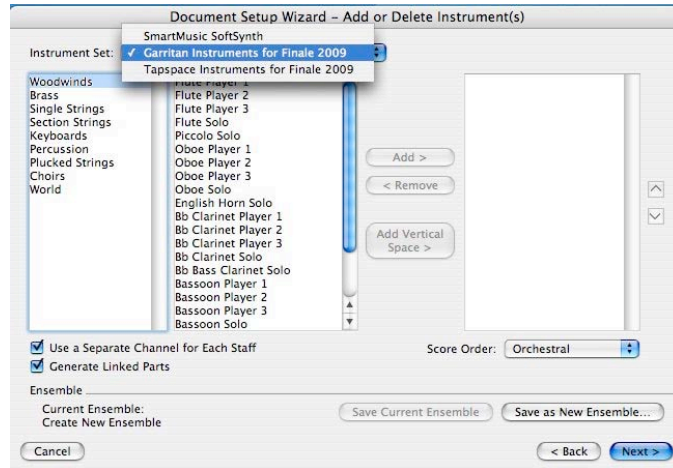 Document Setup Wizard – Add or Delete Instrument(s)
SmartMusic SoftSynth
Instrument Set:
✓ Garritan Instruments for Finale 2009
Tapspace Instruments for Finale 2009
Woodwinds
Brass
Single Strings
Section Strings
Keyboards
Percussion
Plucked Strings
Choirs
World
Flute Player 1
Flute Player 2
Flute Player 3
Flute Solo
Piccolo Solo
Oboe Player 1
Oboe Player 2
Oboe Player 3
Oboe Solo
English Horn Solo
Bb Clarinet Player 1
Bb Clarinet Player 2
Bb Clarinet Player 3
Bb Clarinet Solo
Bb Bass Clarinet Solo
Bassoon Player 1
Bassoon Player 2
Bassoon Player 3
Bassoon Solo
Add >
< Remove
Add Vertical
Space >
Use a Separate Channel for Each Staff
Generate Linked Parts
Score Order: Orchestral
Ensemble
Current Ensemble:
Create New Ensemble
Save Current Ensemble
Save as New Ensemble...
Cancel
< Back
Next >